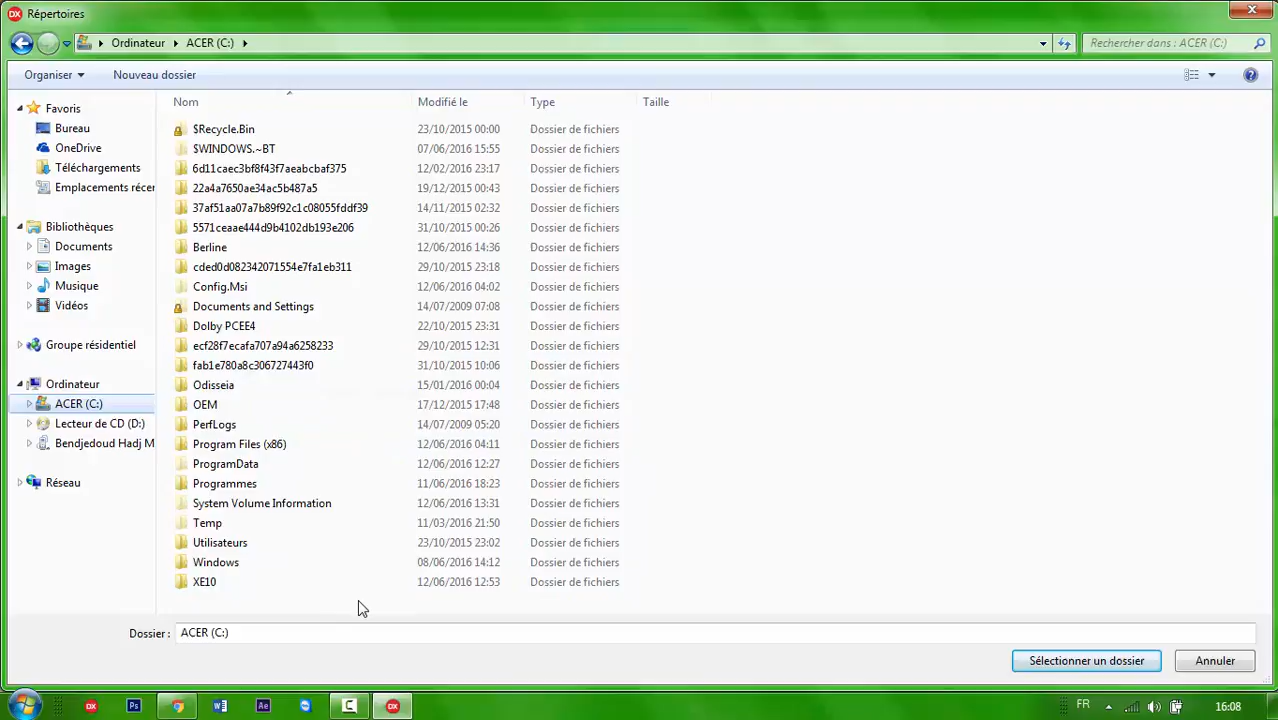 DX Répertoires
Ordinateur ACER (C:)
Rechercher dans : ACER (C:)
Organiser Nouveau dossier
Nom Modifié le Type Taille
Favoris
Bureau
OneDrive
Téléchargements
Emplacements récer
Bibliothèques
Documents
Images
Musique
Vidéos
Groupe résidentiel
Ordinateur
ACER (C:)
Lecteur de CD (D:)
Bendjedoud Hadj M
Réseau
$Recycle.Bin 23/10/2015 00:00 Dossier de fichiers
$WINDOWS.~BT 07/06/2016 15:55 Dossier de fichiers
6d11caec3bf8f43f7aeabcbaf375 12/02/2016 23:17 Dossier de fichiers
22a4a7650ae34ac5b487a5 19/12/2015 00:43 Dossier de fichiers
37af51aa07a7b89f92c1c08055fddf39 14/11/2015 02:32 Dossier de fichiers
5571ceaae444d9b4102db193e206 31/10/2015 00:26 Dossier de fichiers
Berline 12/06/2016 14:36 Dossier de fichiers
cded0d082342071554e7fa1eb311 29/10/2015 23:18 Dossier de fichiers
Config.Msi 12/06/2016 04:02 Dossier de fichiers
Documents and Settings 14/07/2009 07:08 Dossier de fichiers
Dolby PCEE4 22/10/2015 23:31 Dossier de fichiers
ecf28f7ecafa707a94a6258233 29/10/2015 12:31 Dossier de fichiers
fab1e780a8c306727443f0 31/10/2015 10:06 Dossier de fichiers
Odisseia 15/01/2016 00:04 Dossier de fichiers
OEM 17/12/2015 17:48 Dossier de fichiers
PerfLogs 14/07/2009 05:20 Dossier de fichiers
Program Files (x86) 12/06/2016 04:11 Dossier de fichiers
ProgramData 12/06/2016 12:27 Dossier de fichiers
Programmes 11/06/2016 18:23 Dossier de fichiers
System Volume Information 12/06/2016 13:31 Dossier de fichiers
Temp 11/03/2016 21:50 Dossier de fichiers
Utilisateurs 23/10/2015 23:02 Dossier de fichiers
Windows 08/06/2016 14:12 Dossier de fichiers
XE10 12/06/2016 12:53 Dossier de fichiers
Dossier : ACER (C:)
Sélectionner un dossier Annuler
DX Ps W Ae C DX FR 16:08